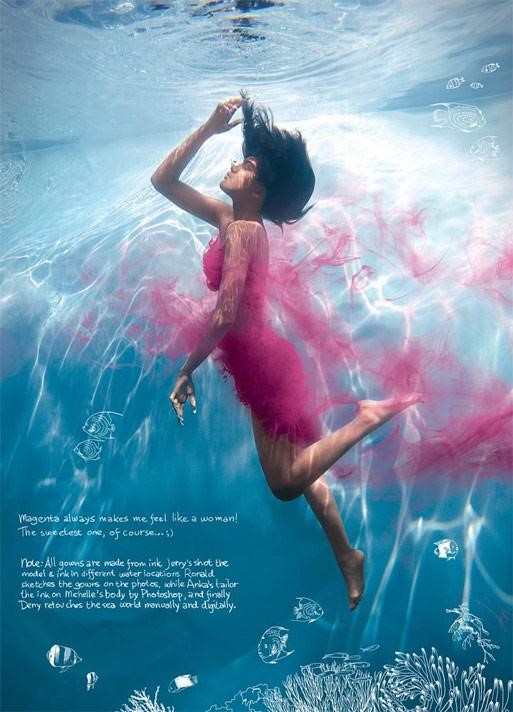 Magenta always makes me feel like a woman!
The sweetest one, of course... ;)
Note: All gowns are made from ink. Jerry's shot the
model & ink in different water locations. Ronald
sketches the gowns on the photos, while Anka's tailor
the ink on Michelle's body by Photoshop, and finally
Deny retouches the sea world manually and digitally.